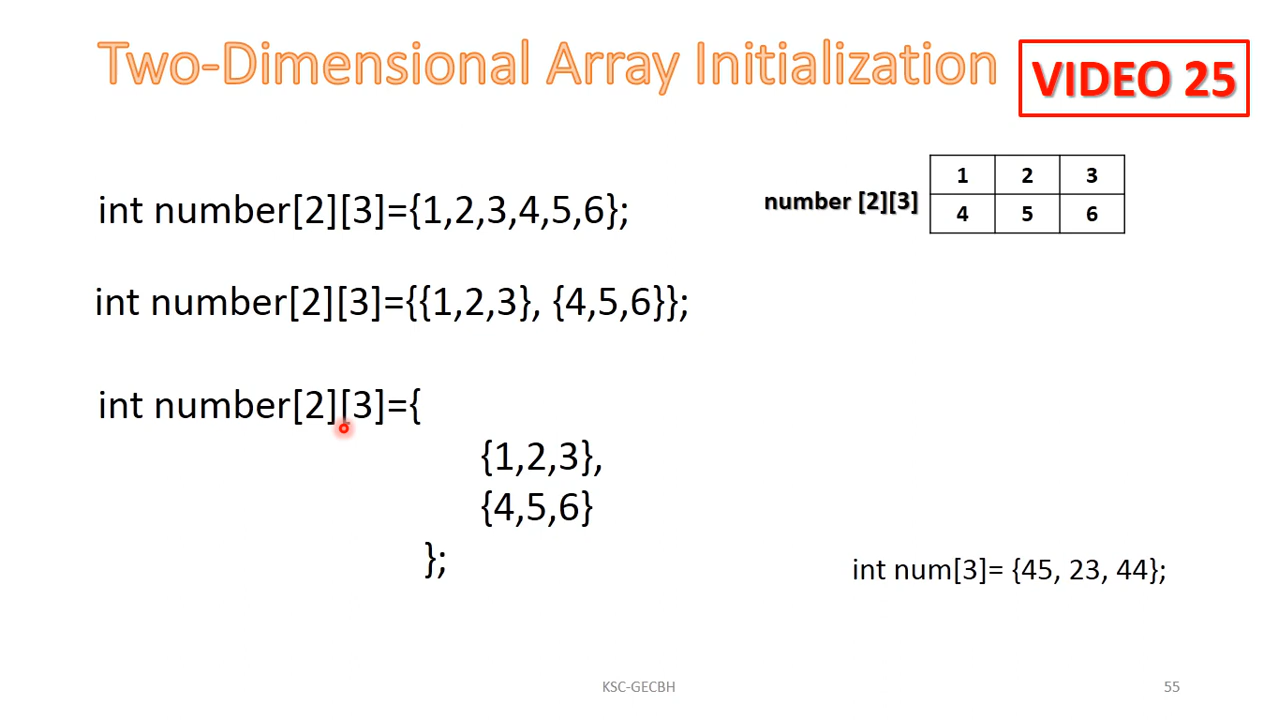 Two-Dimensional Array Initialization
VIDEO 25
int number[2][3]={1,2,3,4,5,6};
number [2][3]
1 2 3
4 5 6
int number[2][3]={{1,2,3}, {4,5,6}};
int number[2][3]={
{1,2,3},
{4,5,6}
};
int num[3]= {45, 23, 44};
KSC-GECBH
55